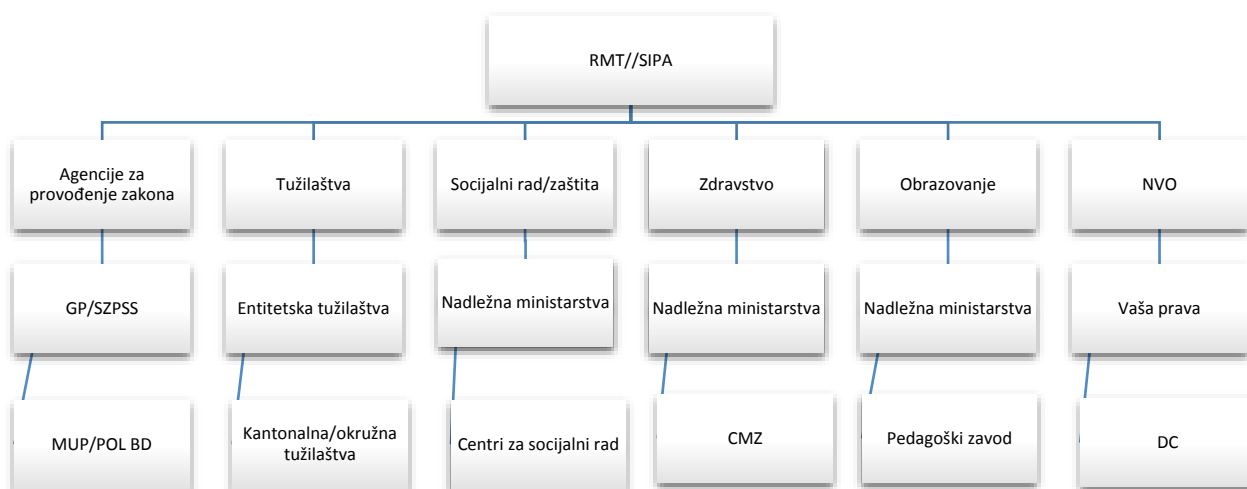 RMT//SIPA
Agencije za
provođenje zakona
Tužilaštva
Socijalni rad/zaštita
Zdravstvo
Obrazovanje
NVO
GP/SZPSS
Entitetska tužilaštva
Nadležna ministarstva
Nadležna ministarstva
Nadležna ministarstva
Vaša prava
MUP/POL BD
Kantonalna/okružna
tužilaštva
Centri za socijalni rad
CMZ
Pedagoški zavod
DC